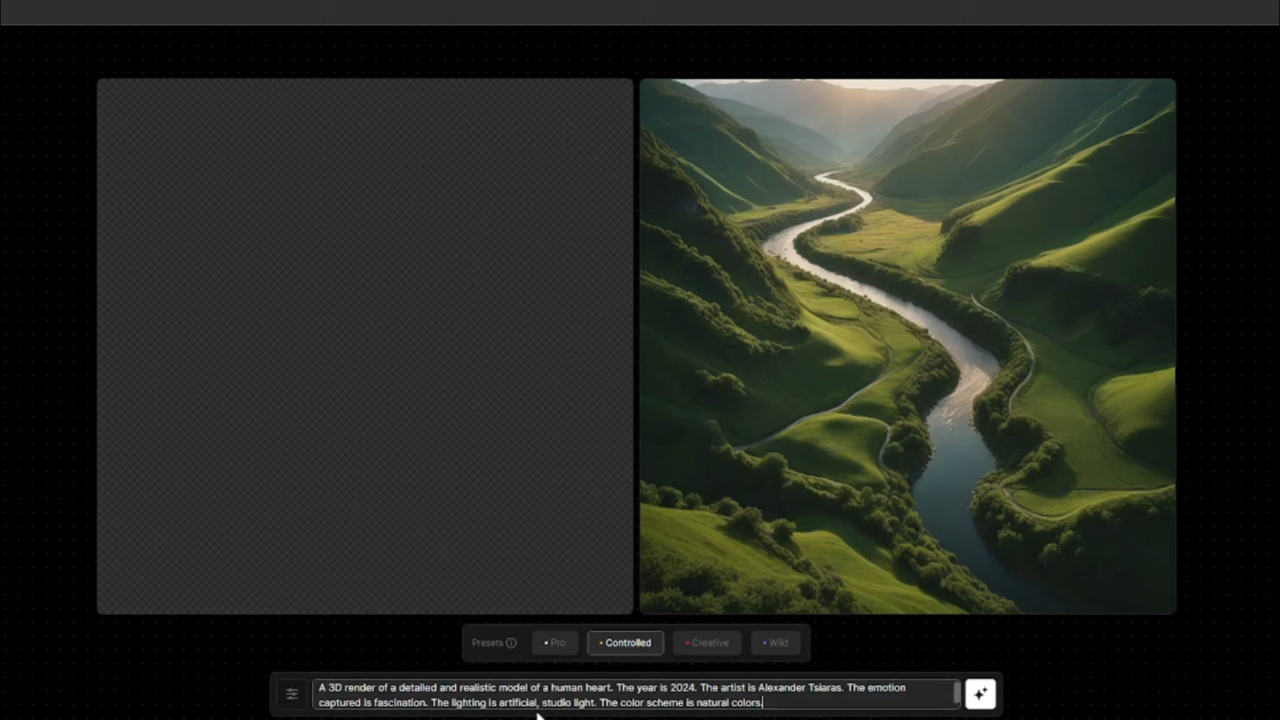 Presets Pro Controlled Creative Wild
A 3D render of a detailed and realistic model of a human heart. The year is 2024. The artist is Alexander Tsiaras. The emotion
captured is fascination. The lighting is artificial, studio light. The color scheme is natural colors.